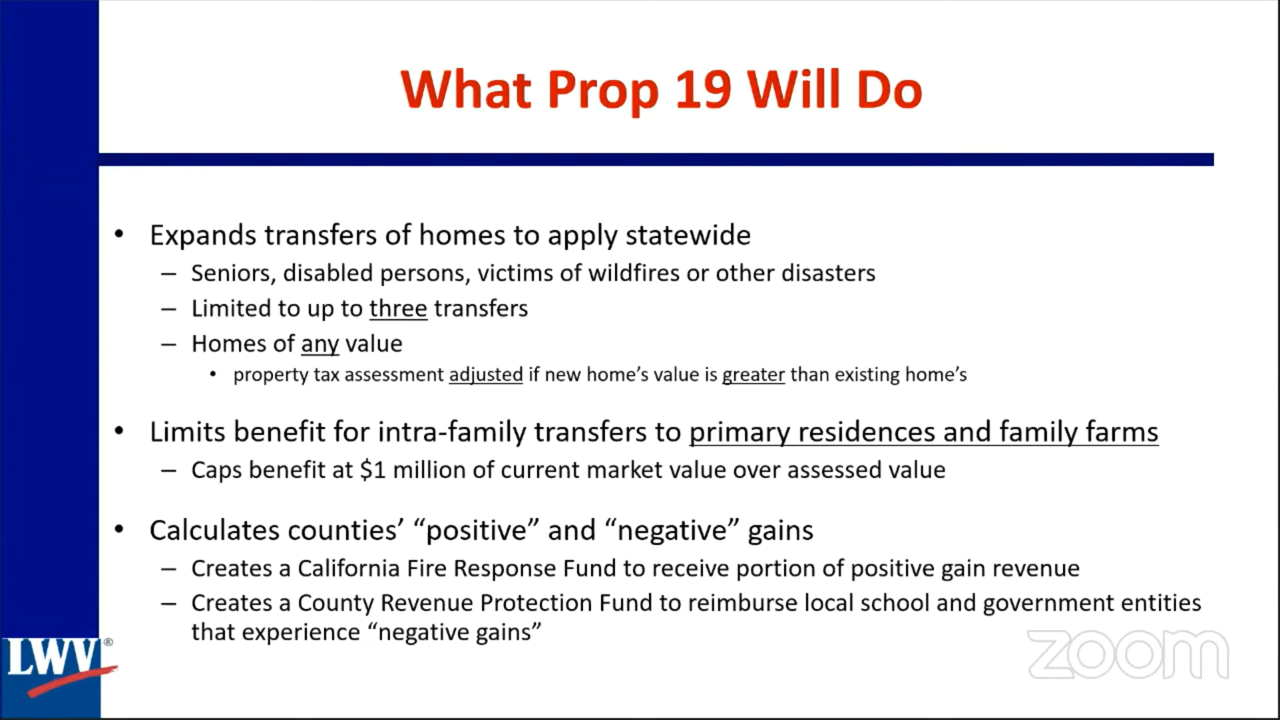 What Prop 19 Will Do
• Expands transfers of homes to apply statewide
– Seniors, disabled persons, victims of wildfires or other disasters
– Limited to up to three transfers
– Homes of any value
• property tax assessment adjusted if new home’s value is greater than existing home’s
• Limits benefit for intra-family transfers to primary residences and family farms
– Caps benefit at $1 million of current market value over assessed value
• Calculates counties’ “positive” and “negative” gains
– Creates a California Fire Response Fund to receive portion of positive gain revenue
– Creates a County Revenue Protection Fund to reimburse local school and government entities
that experience “negative gains”
LWV®
zoom